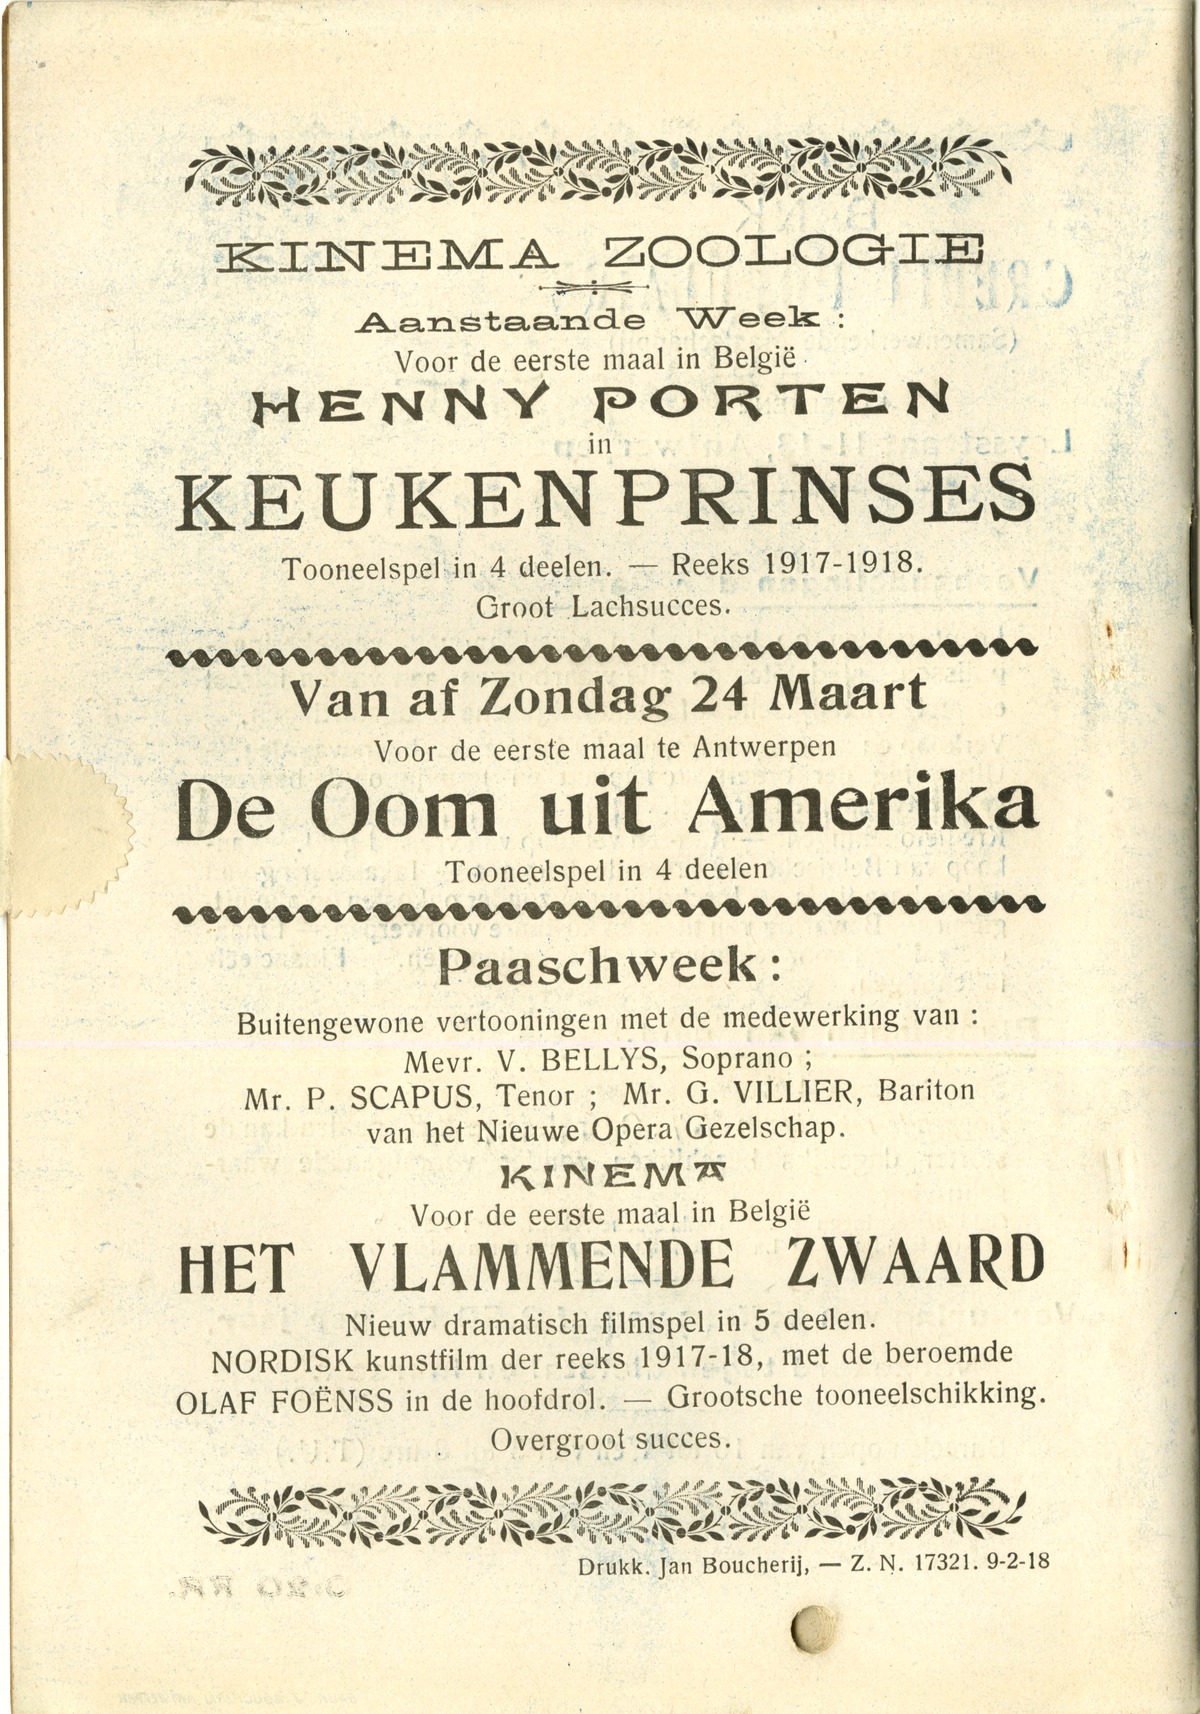 KINEMA ZOOLOGIE
Aanstaande Week :
Voor de eerste maal in België
HENNY PORTEN
in
KEUKENPRINSES
Tooneelspel in 4 deelen. — Reeks 1917-1918.
Groot Lachsucces.
Van af Zondag 24 Maart
Voor de eerste maal te Antwerpen
De Oom uit Amerika
Tooneelspel in 4 deelen
Paaschweek :
Buitengewone vertooningen met de medewerking van :
Mevr. V. BELLYS, Soprano ;
Mr. P. SCAPUS, Tenor ; Mr. G. VILLIER, Bariton
van het Nieuwe Opera Gezelschap.
KINEMA
Voor de eerste maal in België
HET VLAMMENDE ZWAARD
Nieuw dramatisch filmspel in 5 deelen.
NORDISK kunstfilm der reeks 1917-18, met de beroemde
OLAF FOËNSS in de hoofdrol. — Grootsche tooneelschikking.
Overgroot succes.
Drukk. Jan Boucherij, — Z. N. 17321. 9-2-18